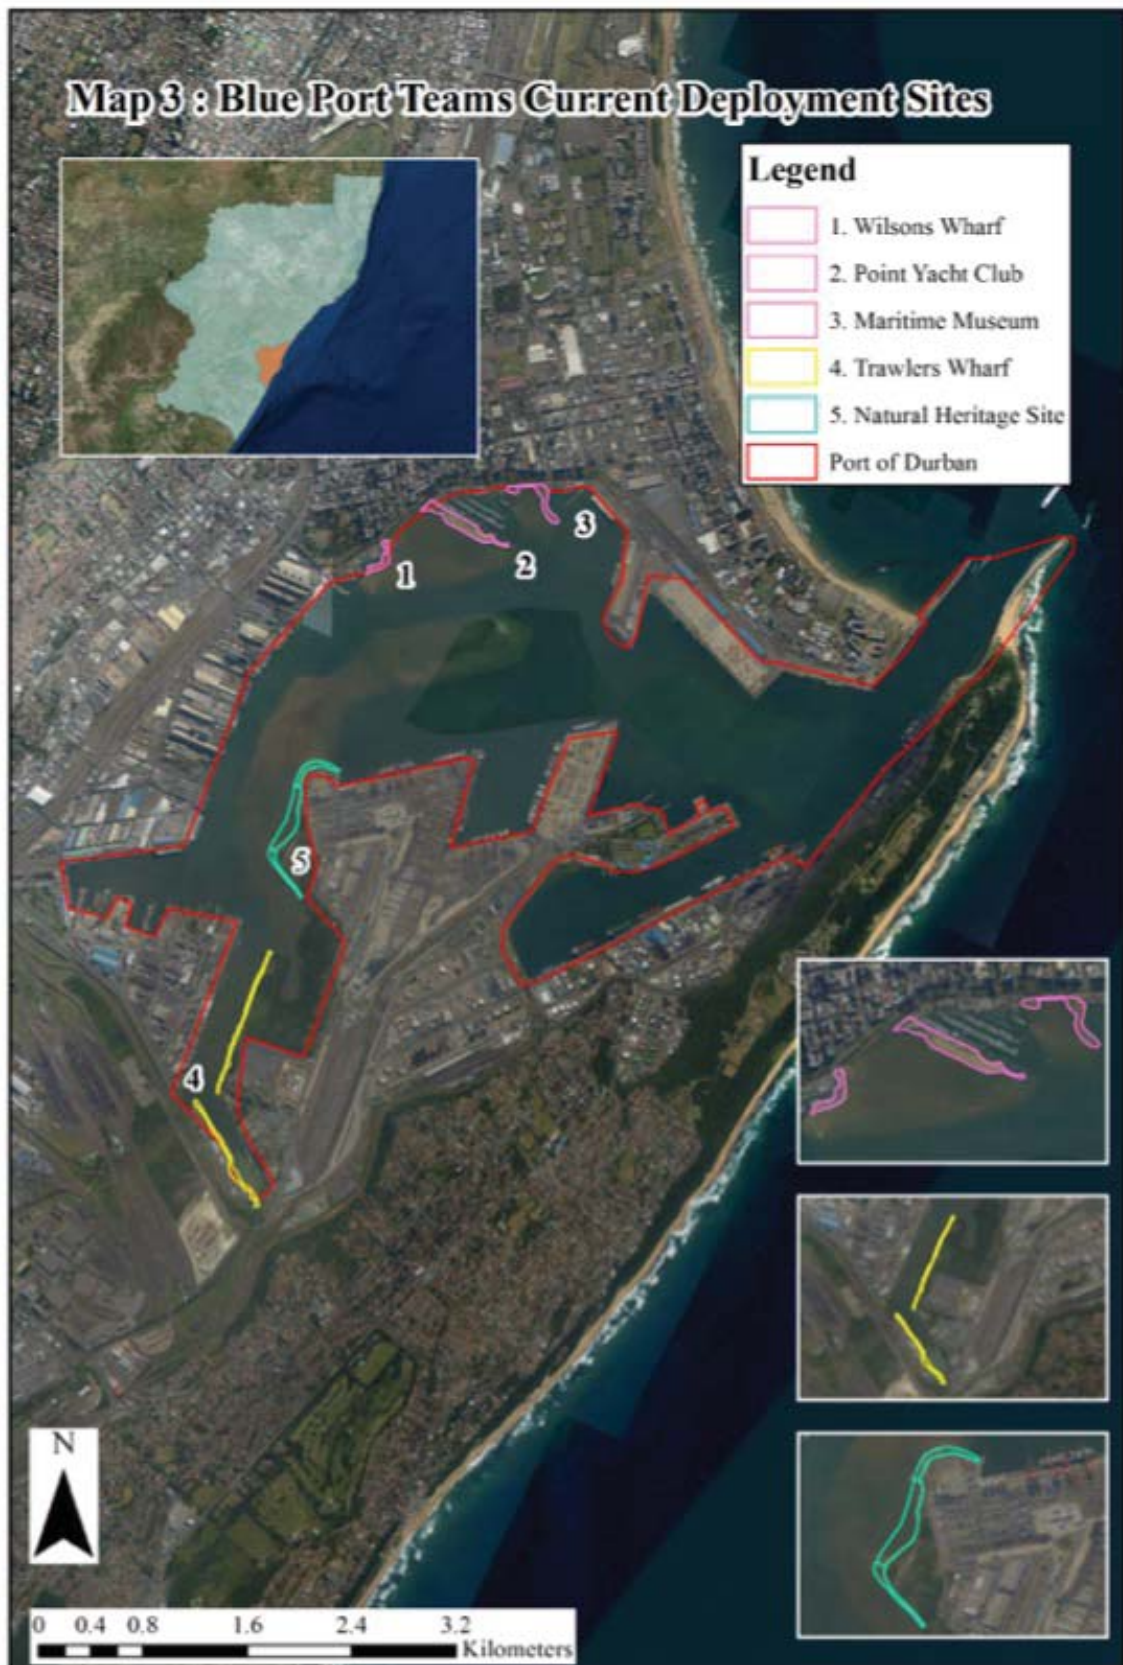 Map 3 : Blue Port Teams Current Deployment Sites
Legend
1. Wilsons Wharf
2. Point Yacht Club
3. Maritime Museum
4. Trawlers Wharf
5. Natural Heritage Site
Port of Durban
3
2
1
5
4
N
0 0.4 0.8 1.6 2.4 3.2
Kilometers